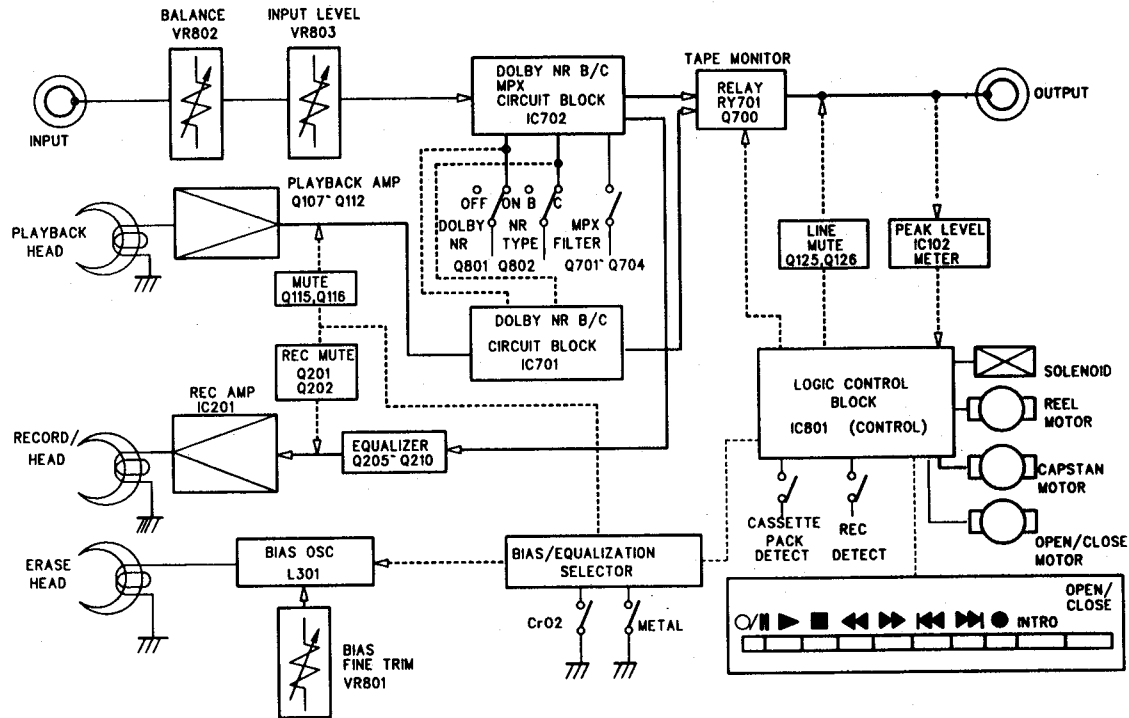 BALANCE
VR802
INPUT LEVEL
VR803
INPUT
DOLBY NR B/C
MPX
CIRCUIT BLOCK
IC702
TAPE MONITOR
RELAY
RY701
Q700
OUTPUT
PLAYBACK AMP
Q107~Q112
PLAYBACK
HEAD
OFF ON B C
DOLBY NR MPX
NR TYPE FILTER
Q801 Q802 Q701~Q704
LINE
MUTE
Q125,Q126
PEAK LEVEL
IC102
METER
MUTE
Q115,Q116
DOLBY NR B/C
CIRCUIT BLOCK
IC701
REC MUTE
Q201
Q202
REC AMP
IC201
RECORD/
HEAD
EQUALIZER
Q205~Q210
LOGIC CONTROL
BLOCK
IC801 (CONTROL)
SOLENOID
REEL
MOTOR
CAPSTAN
MOTOR
OPEN/CLOSE
MOTOR
CASSETTE
PACK
DETECT
REC
DETECT
ERASE
HEAD
BIAS OSC
L301
BIAS/EQUALIZATION
SELECTOR
CrO2
METAL
BIAS
FINE TRIM
VR801
OPEN/
CLOSE
INTRO